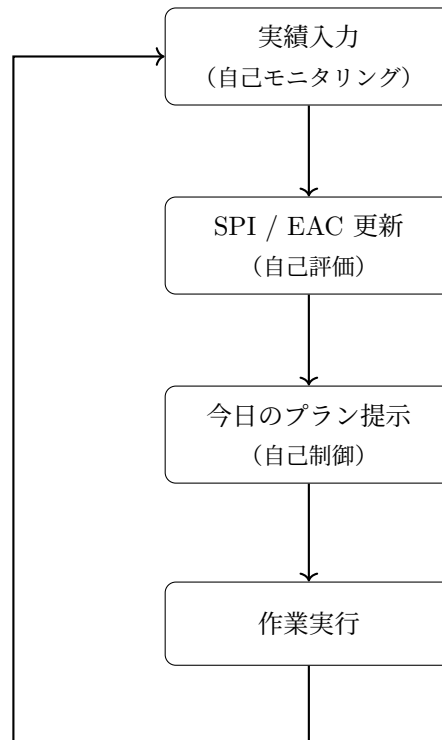 実績入力
（自己モニタリング）
SPI / EAC 更新
（自己評価）
今日のプラン提示
（自己制御）
作業実行